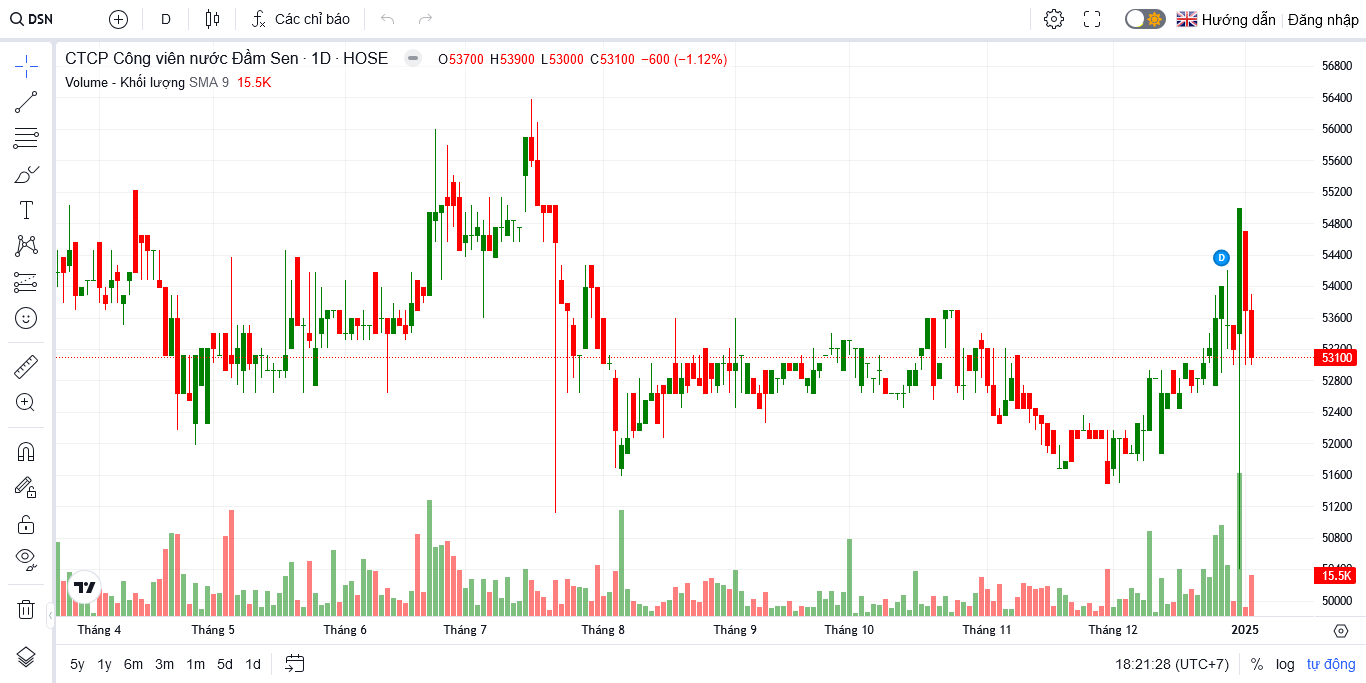 DSN D Các chỉ báo Hướng dẫn Đăng nhập
CTCP Công viên nước Đầm Sen · 1D · HOSE O53700 H53900 L53000 C53100 −600 (−1.12%)
Volume - Khối lượng SMA 9 15.5K
56800
56400
56000
55600
55200
54800
54400
D
54000
53600
53200
53100
52800
52400
52000
51600
51200
50800
50400
15.5K
50000
Tháng 4 Tháng 5 Tháng 6 Tháng 7 Tháng 8 Tháng 9 Tháng 10 Tháng 11 Tháng 12 2025
5y 1y 6m 3m 1m 5d 1d 18:21:28 (UTC+7) % log tự động